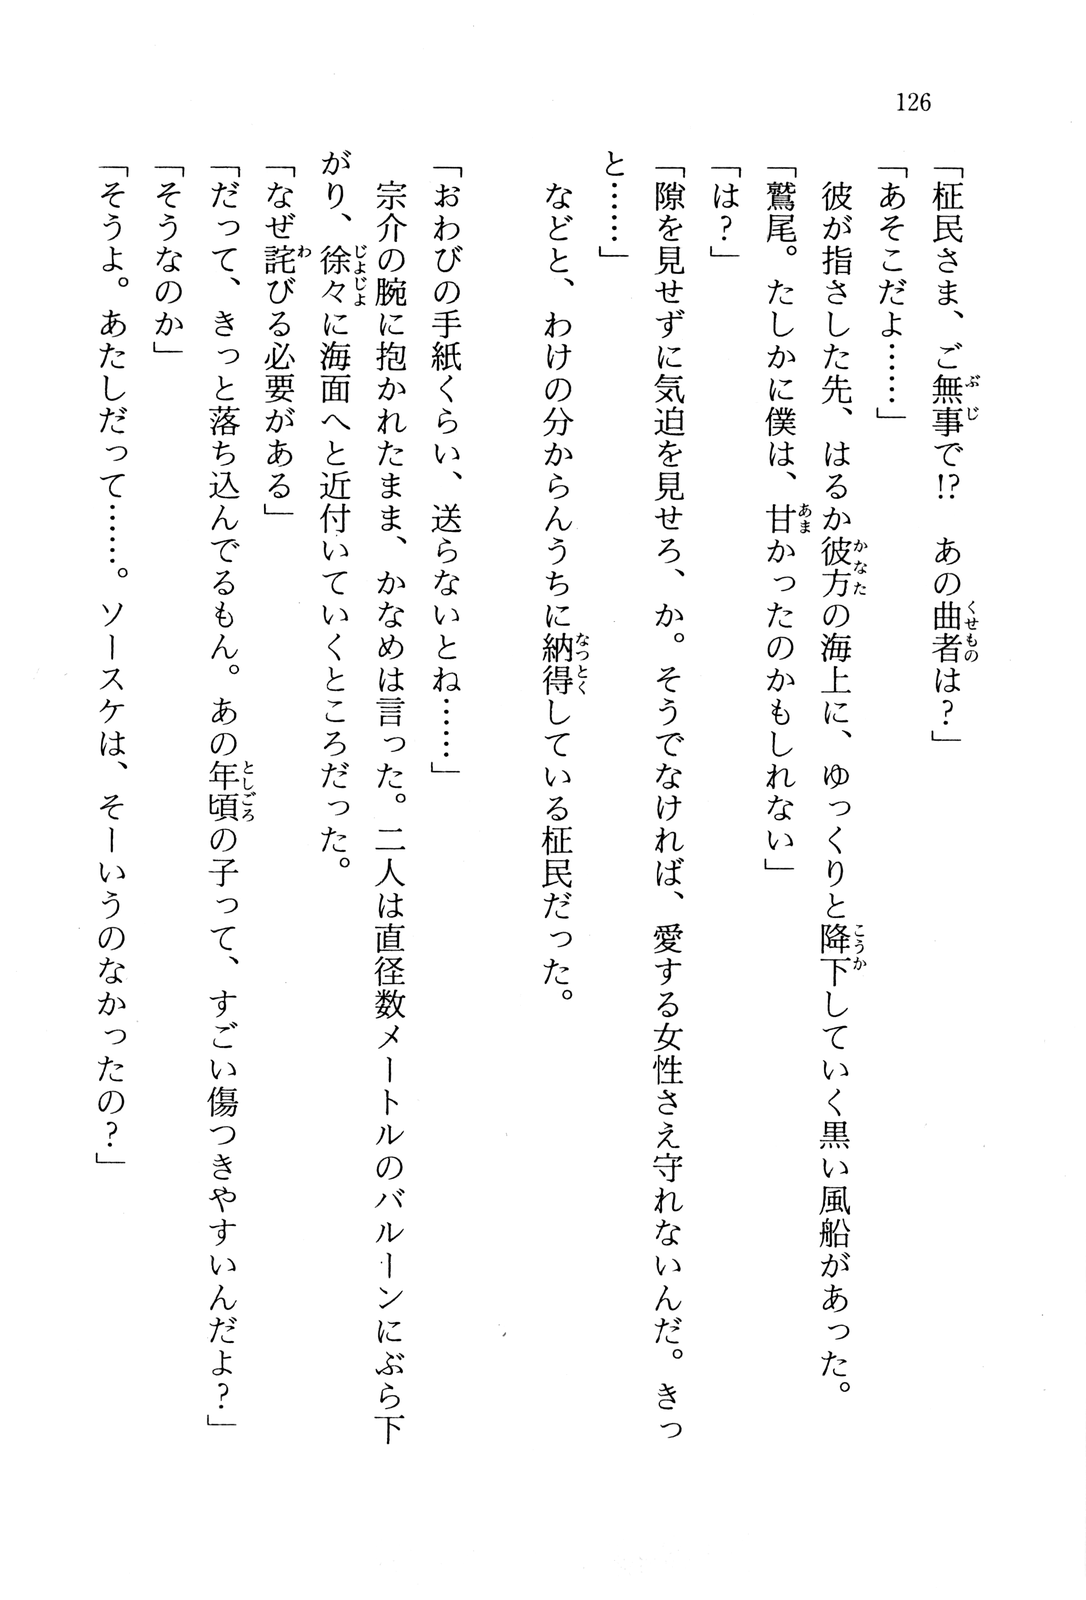 126
「柾民さま、ご無事で!?　あの曲者は？」
「あそこだよ……」
　彼が指さした先、はるか彼方の海上に、ゆっくりと降下していく黒い風船があった。
「鷲尾。たしかに僕は、甘かったのかもしれない」
「は？」
「隙を見せずに気迫を見せろ、か。そうでなければ、愛する女性さえ守れないんだ。きっ
と……」
　などと、わけの分からんうちに納得している柾民だった。
「おわびの手紙くらい、送らないとね……」
　宗介の腕に抱かれたまま、かなめは言った。二人は直径数メートルのバルーンにぶら下
がり、徐々に海面へと近付いていくところだった。
「なぜ詫びる必要がある」
「だって、きっと落ち込んでるもん。あの年頃の子って、すごい傷つきやすいんだよ？」
「そうなのか」
「そうよ。あたしだって……。ソースケは、そーいうのなかったの？」